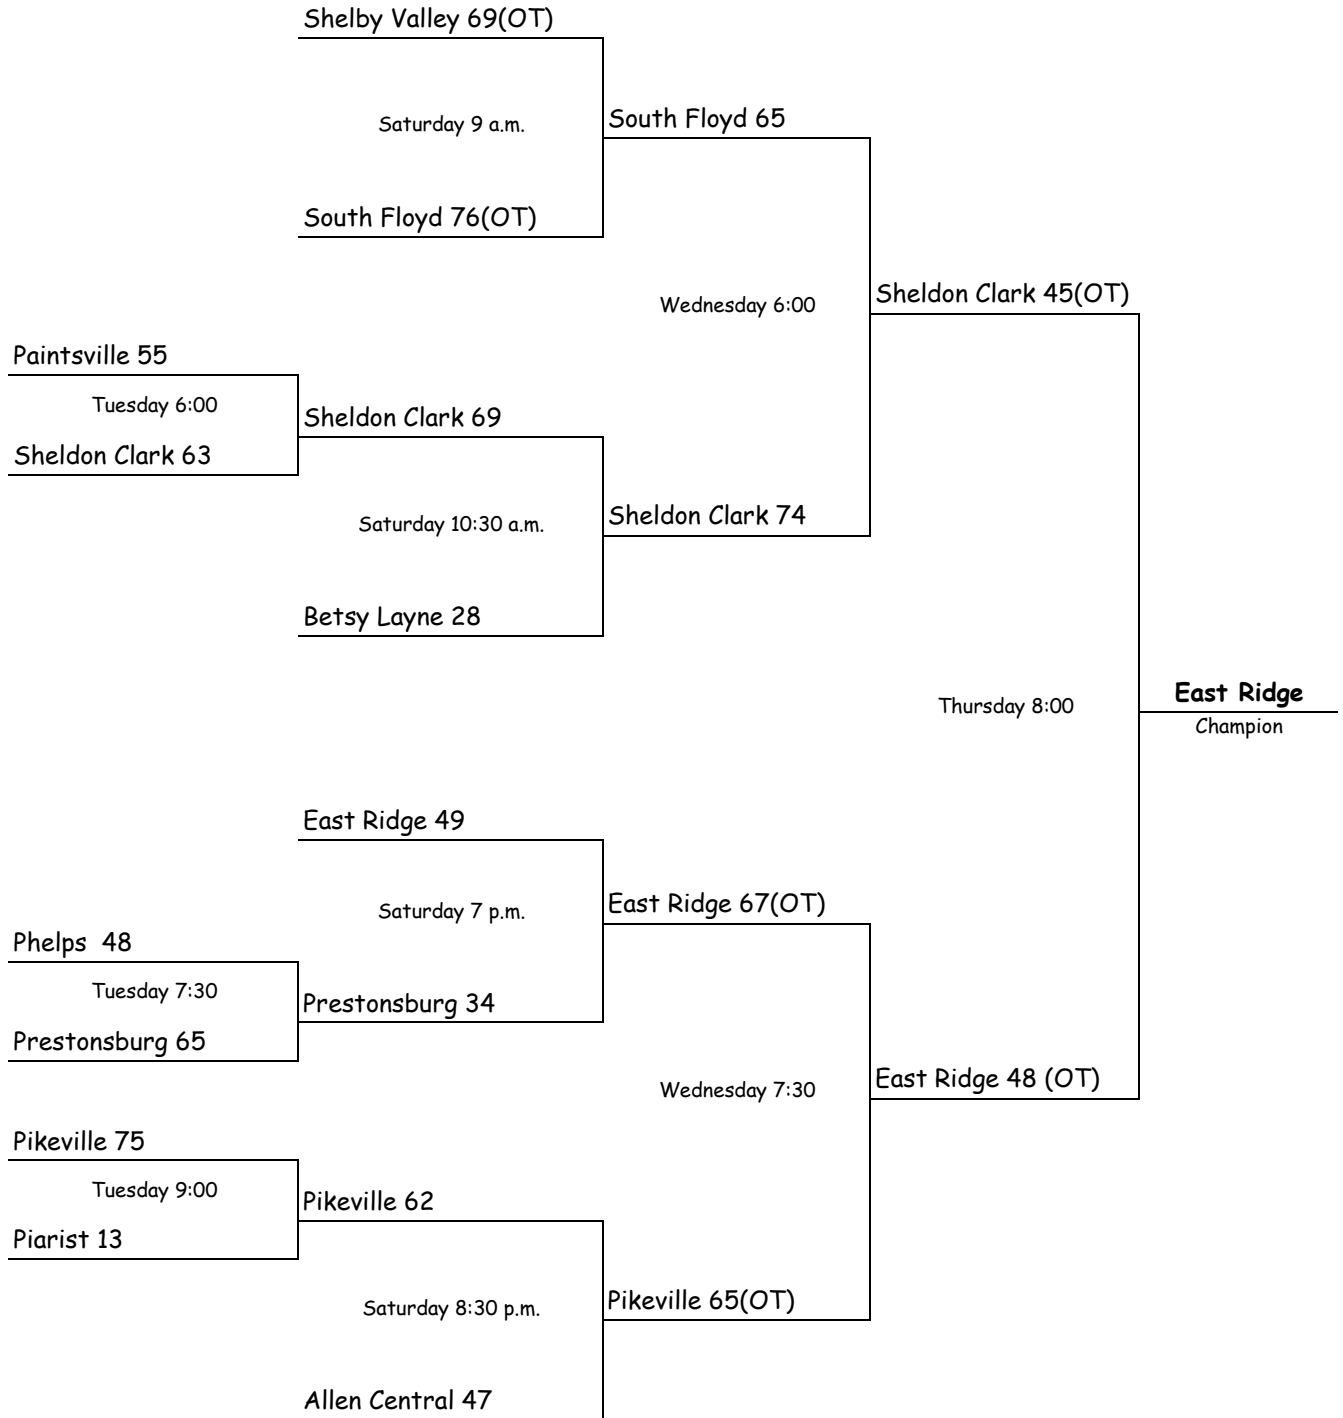 Shelby Valley 69(OT)
Saturday 9 a.m.
South Floyd 65
South Floyd 76(OT)
Wednesday 6:00
Sheldon Clark 45(OT)
Paintsville 55
Tuesday 6:00
Sheldon Clark 69
Sheldon Clark 63
Saturday 10:30 a.m.
Sheldon Clark 74
Betsy Layne 28
Thursday 8:00
East Ridge
Champion
East Ridge 49
Saturday 7 p.m.
East Ridge 67(OT)
Phelps  48
Tuesday 7:30
Prestonsburg 34
Prestonsburg 65
Wednesday 7:30
East Ridge 48 (OT)
Pikeville 75
Tuesday 9:00
Pikeville 62
Piarist 13
Saturday 8:30 p.m.
Pikeville 65(OT)
Allen Central 47